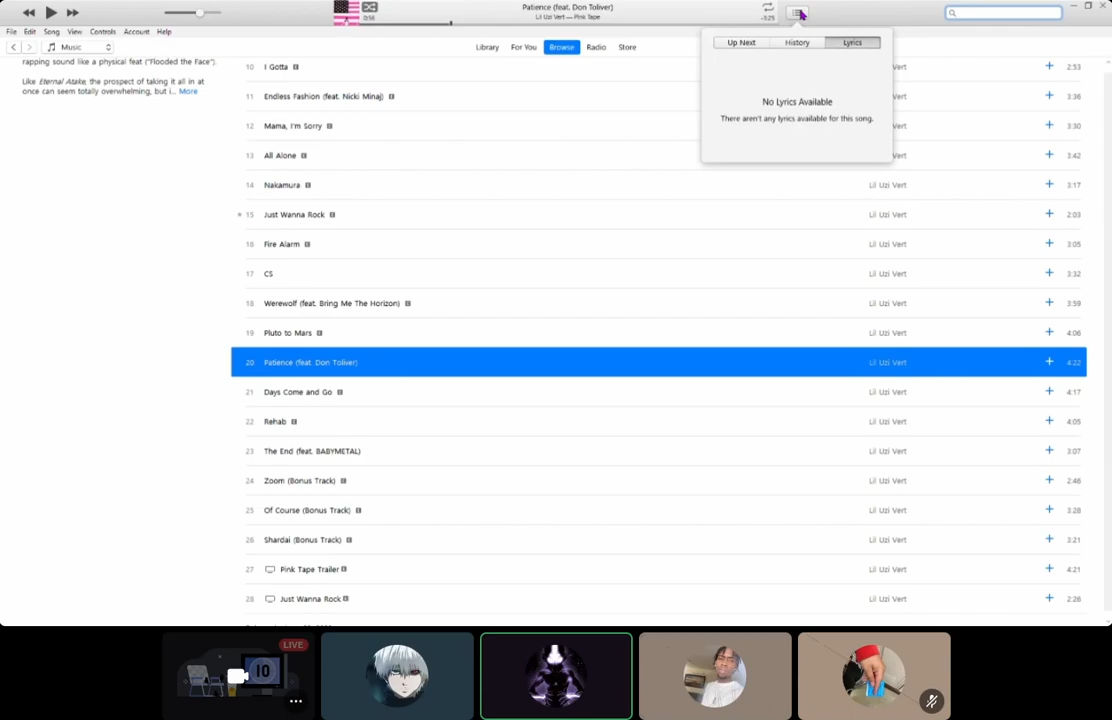 Patience (feat. Don Toliver)
Lil Uzi Vert — Pink Tape
0:56
-3:25
File Edit Song View Controls Account Help
Music
Library For You Browse Radio Store
Up Next History Lyrics
No Lyrics Available
There aren't any lyrics available for this song.
rapping sound like a physical feat ("Flooded the Face").
Like Eternal Atake, the prospect of taking it all in at
once can seem totally overwhelming, but i... More
10 I Gotta E + 2:53
11 Endless Fashion (feat. Nicki Minaj) E Vert + 3:36
12 Mama, I'm Sorry E Vert + 3:30
13 All Alone E Vert + 3:42
14 Nakamura E Lil Uzi Vert + 3:17
★ 15 Just Wanna Rock E Lil Uzi Vert + 2:03
16 Fire Alarm E Lil Uzi Vert + 3:05
17 CS Lil Uzi Vert + 3:32
18 Werewolf (feat. Bring Me The Horizon) E Lil Uzi Vert + 3:59
19 Pluto to Mars E Lil Uzi Vert + 4:06
20 Patience (feat. Don Toliver) Lil Uzi Vert + 4:22
21 Days Come and Go E Lil Uzi Vert + 4:17
22 Rehab E Lil Uzi Vert + 4:05
23 The End (feat. BABYMETAL) Lil Uzi Vert + 3:07
24 Zoom (Bonus Track) E Lil Uzi Vert + 2:46
25 Of Course (Bonus Track) E Lil Uzi Vert + 3:28
26 Shardai (Bonus Track) E Lil Uzi Vert + 3:21
27 Pink Tape Trailer E + 4:21
28 Just Wanna Rock E + 2:26
LIVE
10